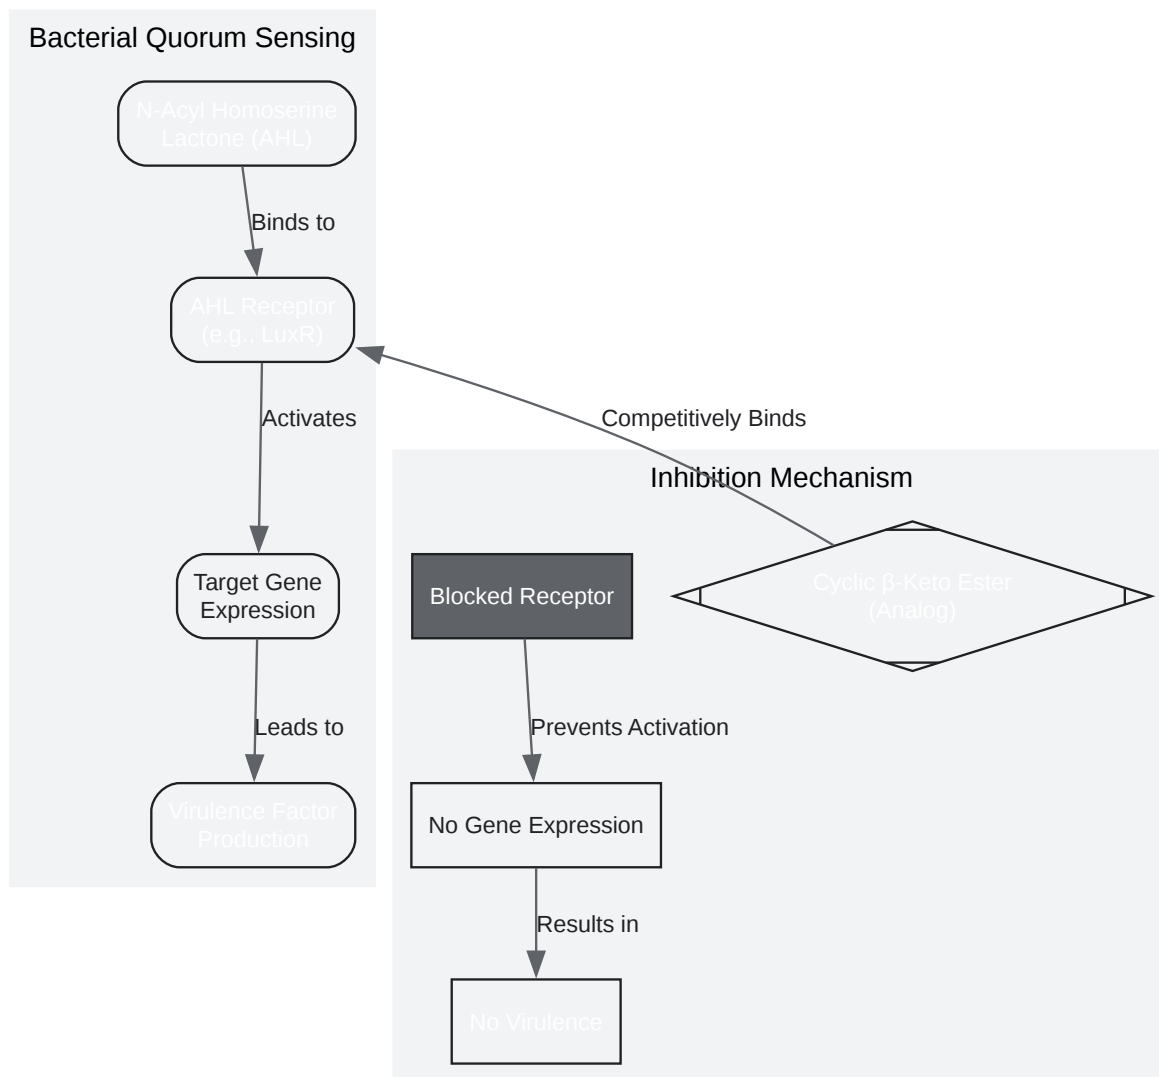 Bacterial Quorum Sensing
N-Acyl Homoserine
Lactone (AHL)
Binds to
AHL Receptor
(e.g., LuxR)
Activates
Competitively Binds
Target Gene
Expression
Leads to
Virulence Factor
Production
Inhibition Mechanism
Cyclic β-Keto Ester
(Analog)
Blocked Receptor
Prevents Activation
No Gene Expression
Results in
No Virulence